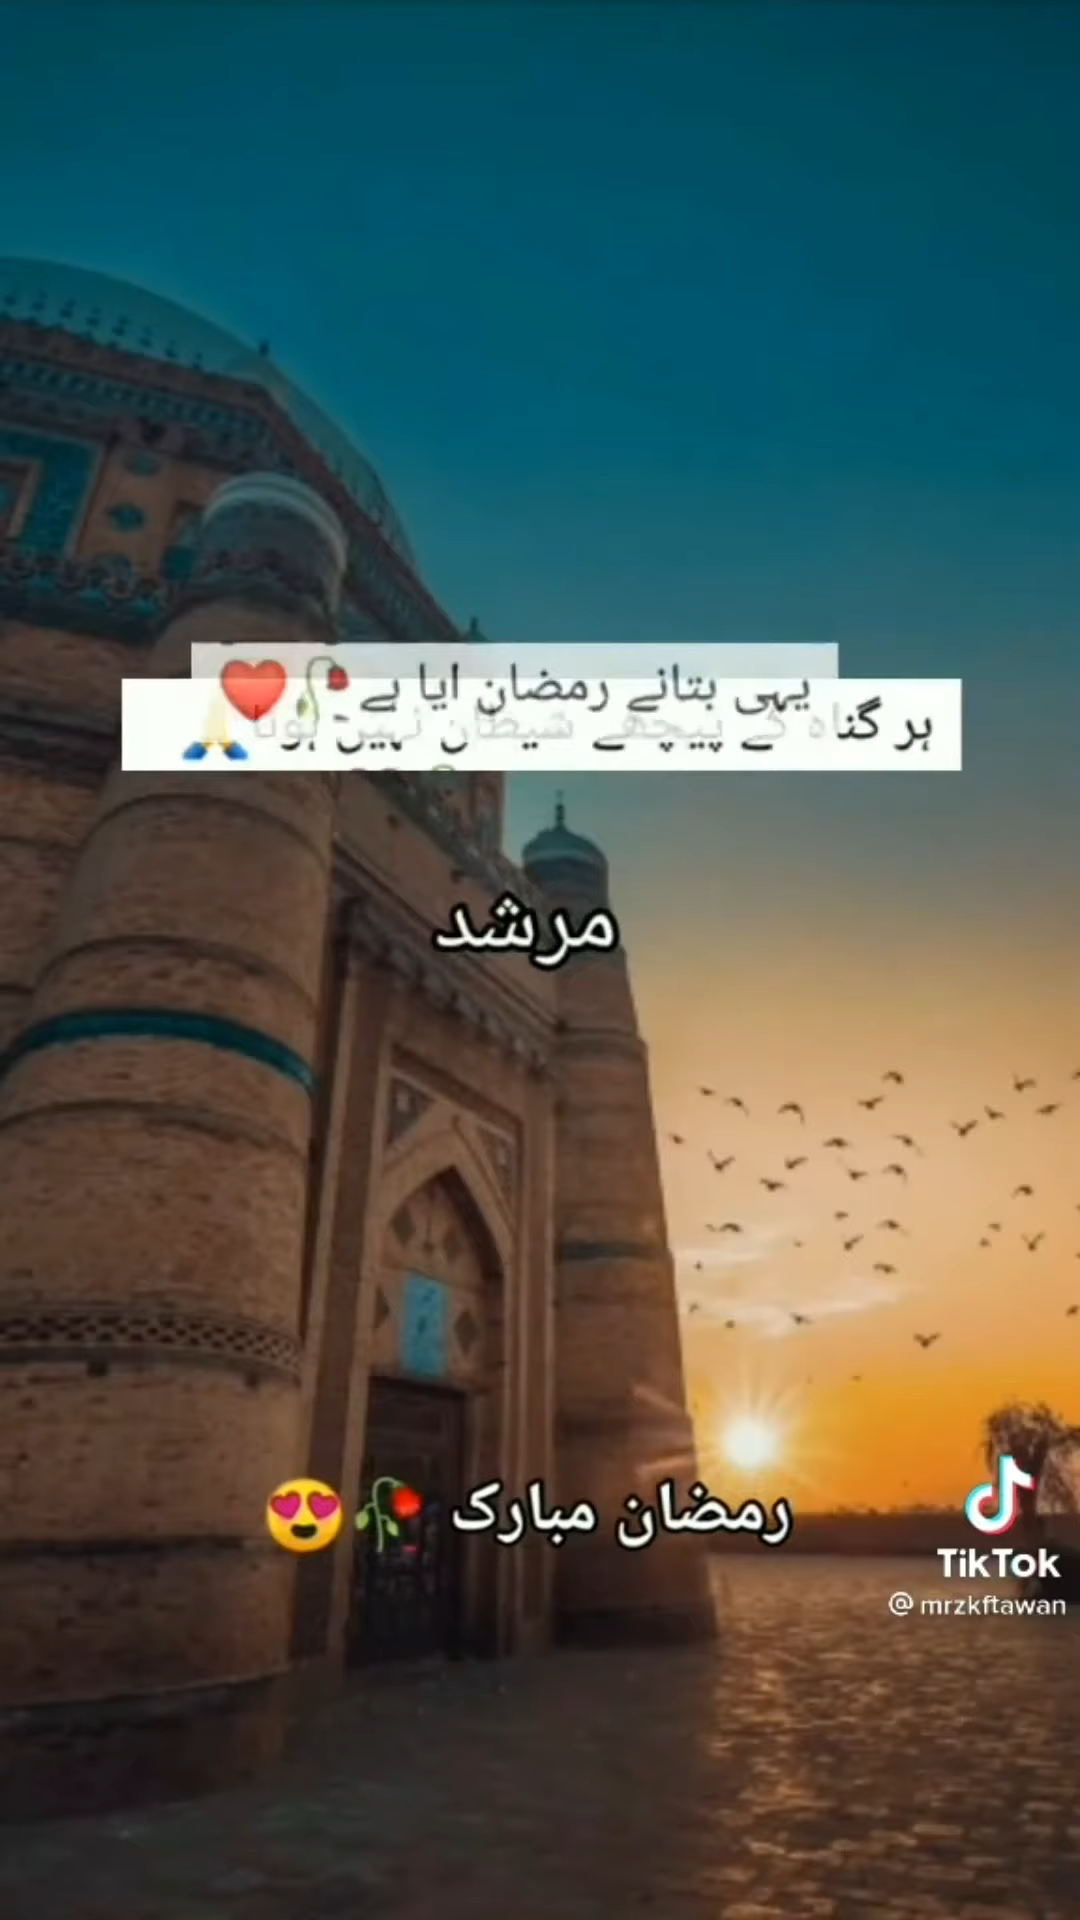 یہی بتانے رمضان ایا ہے 🥀❤️
ہر گناہ کے پیچھے شیطان نہیں ہوتا 🙏
مرشد
رمضان مبارک 🥀😍
TikTok
@mrzkftawan